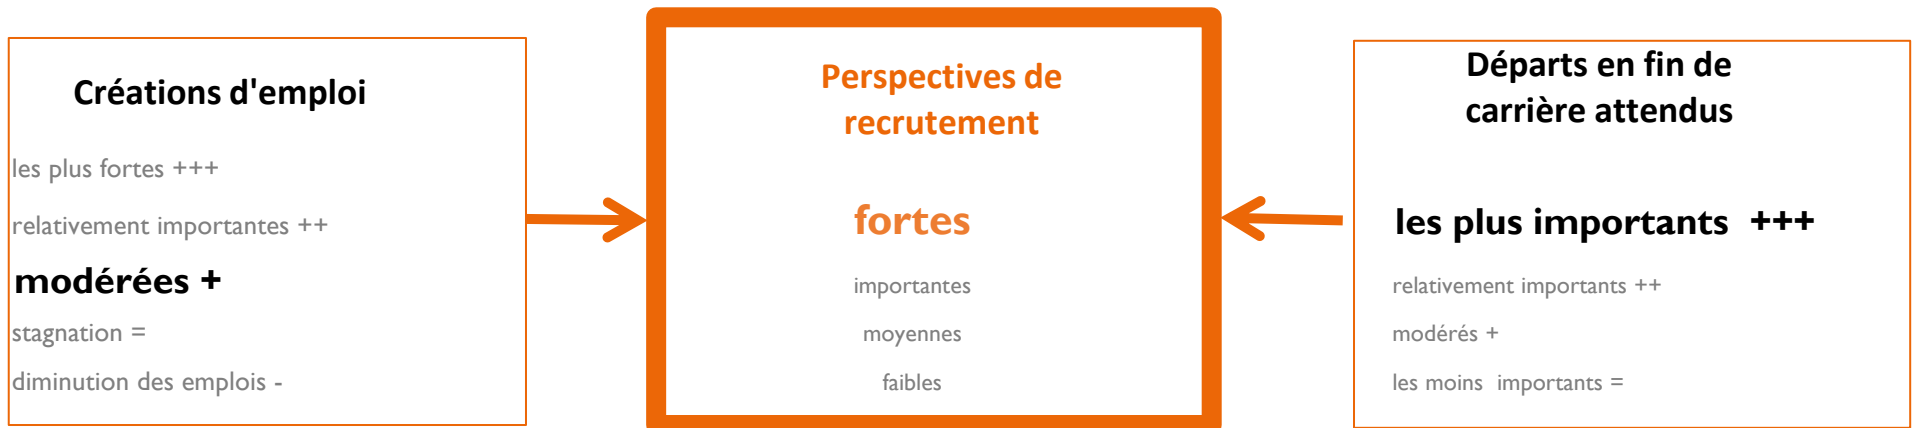 Créations d'emploi
les plus fortes +++
relativement importantes ++
modérées +
stagnation =
diminution des emplois -
Perspectives de
recrutement
fortes
importantes
moyennes
faibles
Départs en fin de
carrière attendus
les plus importants +++
relativement importants ++
modérés +
les moins importants =